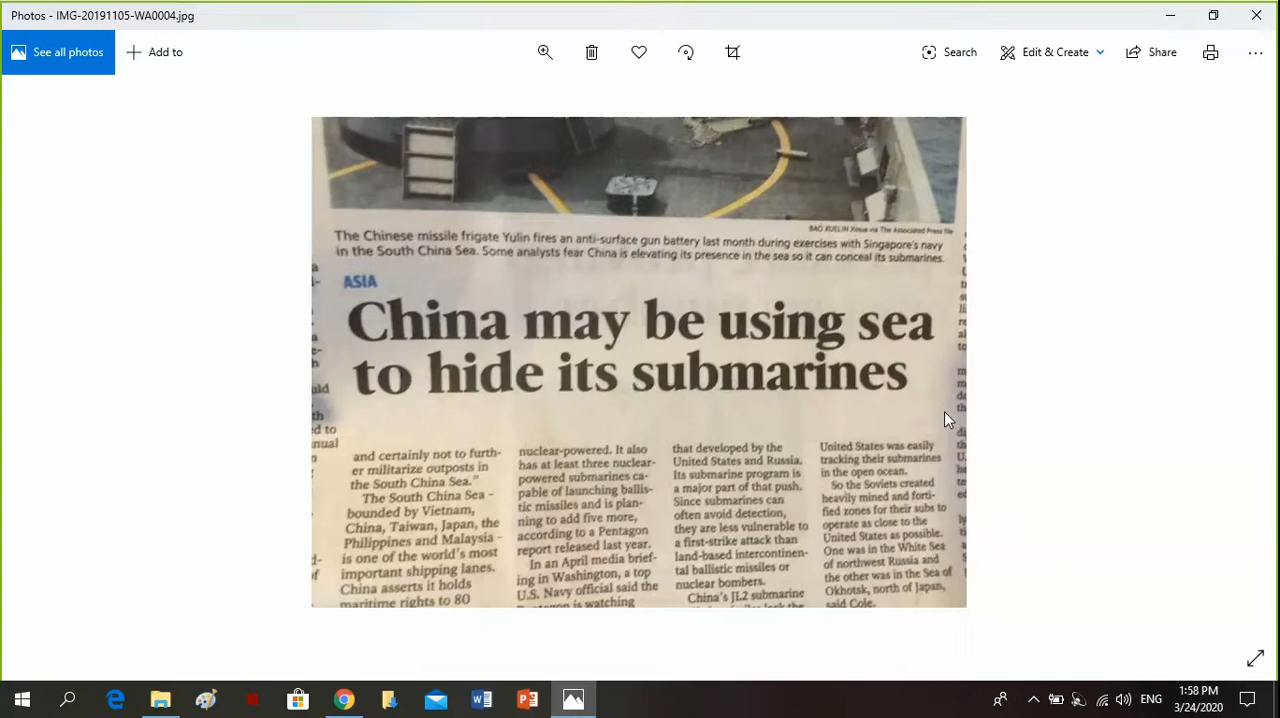 Photos - IMG-20191105-WA0004.jpg
See all photos
Add to
Search
Edit & Create
Share
BAO XUELIN Xinua via The Associated Press file
The Chinese missile frigate Yulin fires an anti-surface gun battery last month during exercises with Singapore's navy
in the South China Sea. Some analysts fear China is elevating its presence in the sea so it can conceal its submarines.
ASIA
China may be using sea
to hide its submarines
and certainly not to furth-
er militarize outposts in
the South China Sea."
The South China Sea –
bounded by Vietnam,
China, Taiwan, Japan, the
Philippines and Malaysia –
is one of the world's most
important shipping lanes.
China asserts it holds
maritime rights to 80
nuclear-powered. It also
has at least three nuclear-
powered submarines ca-
pable of launching ballis-
tic missiles and is plan-
ning to add five more,
according to a Pentagon
report released last year.
In an April media brief-
ing in Washington, a top
U.S. Navy official said the
is watching
that developed by the
United States and Russia.
Its submarine program is
a major part of that push.
Since submarines can
often avoid detection,
they are less vulnerable to
a first-strike attack than
land-based interconti­nen-
tal ballistic missiles or
nuclear bombers.
China's JL2 submarine
United States was easily
tracking their submarines
in the open ocean.
So the Soviets created
heavily mined and forti-
fied zones for their subs to
operate as close to the
United States as possible.
One was in the White Sea
of northwest Russia and
the other was in the Sea of
Okhotsk, north of Japan,
said Cole.
ENG
1:58 PM
3/24/2020